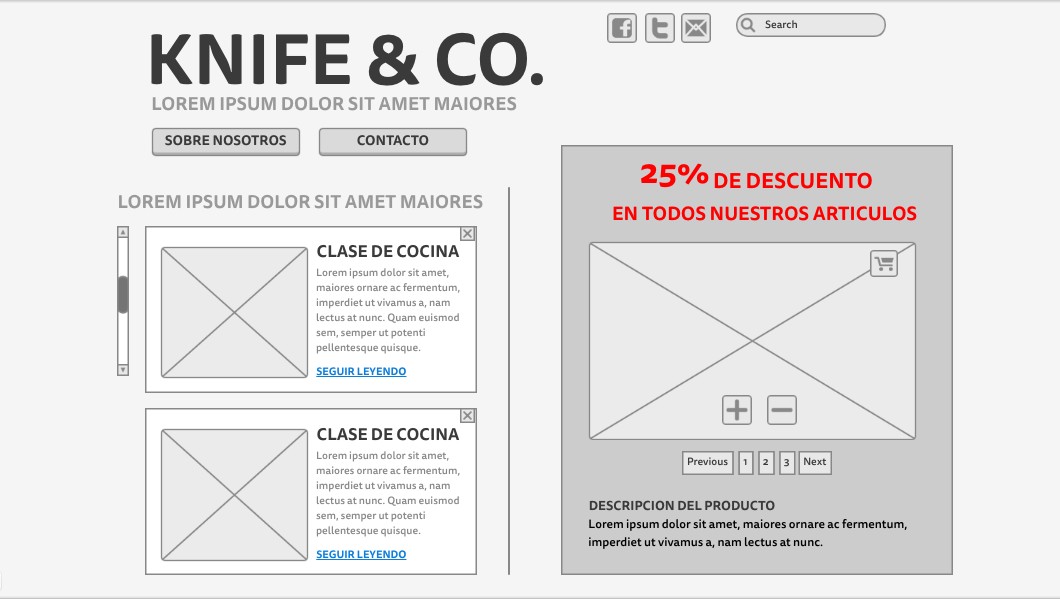 KNIFE & CO.
LOREM IPSUM DOLOR SIT AMET MAIORES
Search
SOBRE NOSOTROS
CONTACTO
LOREM IPSUM DOLOR SIT AMET MAIORES
CLASE DE COCINA
Lorem ipsum dolor sit amet,
maiores ornare ac fermentum,
imperdiet ut vivamus a, nam
lectus at nunc. Quam euismod
sem, semper ut potenti
pellentesque quisque.
SEGUIR LEYENDO
CLASE DE COCINA
Lorem ipsum dolor sit amet,
maiores ornare ac fermentum,
imperdiet ut vivamus a, nam
lectus at nunc. Quam euismod
sem, semper ut potenti
pellentesque quisque.
SEGUIR LEYENDO
25% DE DESCUENTO
EN TODOS NUESTROS ARTICULOS
Previous 1 2 3 Next
DESCRIPCION DEL PRODUCTO
Lorem ipsum dolor sit amet, maiores ornare ac fermentum,
imperdiet ut vivamus a, nam lectus at nunc.